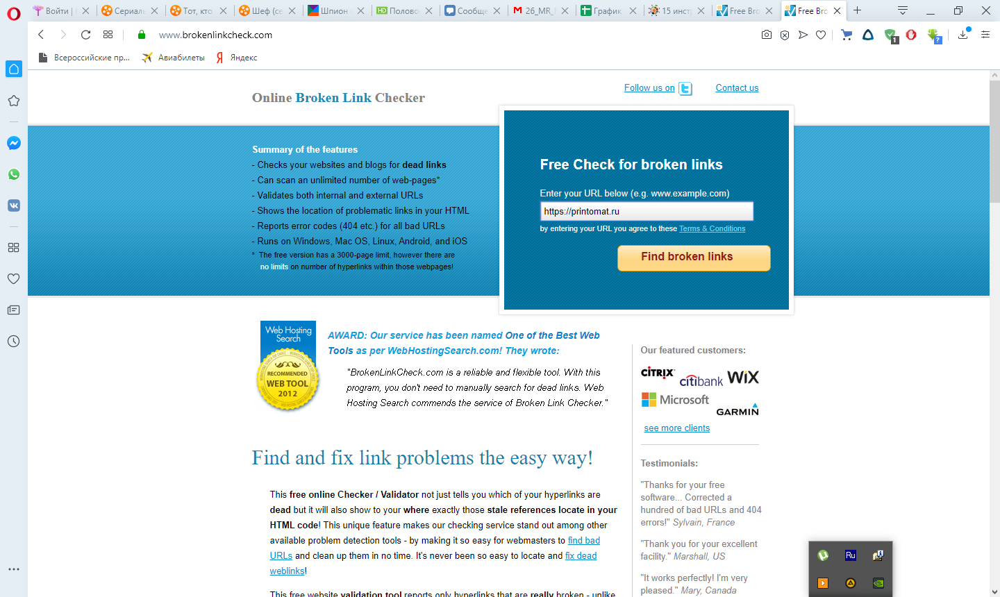 Войти |
Сериаль
Тот, кто
Шеф (се
Шпион
Полово
Сообще
26_MR_
График
15 инст
Free Bro
Free Bro
www.brokenlinkcheck.com
1
?
Всероссийские пр...
Авиабилеты
Яндекс
Online Broken Link Checker
Follow us on
Contact us
Summary of the features
- Checks your websites and blogs for dead links
- Can scan an unlimited number of web-pages*
- Validates both internal and external URLs
- Shows the location of problematic links in your HTML
- Reports error codes (404 etc.) for all bad URLs
- Runs on Windows, Mac OS, Linux, Android, and iOS
* The free version has a 3000-page limit, however there are
no limits on number of hyperlinks within those webpages!
Free Check for broken links
Enter your URL below (e.g. www.example.com)
https://printomat.ru
by entering your URL you agree to these Terms & Conditions
Find broken links
Web Hosting
Search
RECOMMENDED
WEB TOOL
2012
AWARD: Our service has been named One of the Best Web
Tools as per WebHostingSearch.com! They wrote:
"BrokenLinkCheck.com is a reliable and flexible tool. With this
program, you don't need to manually search for dead links. Web
Hosting Search commends the service of Broken Link Checker."
Our featured customers:
CITRIX
citibank
WiX
Microsoft
GARMIN
see more clients
Find and fix link problems the easy way!
This free online Checker / Validator not just tells you which of your hyperlinks are
dead but it will also show to your where exactly those stale references locate in your
HTML code! This unique feature makes our checking service stand out among other
available problem detection tools - by making it so easy for webmasters to find bad
URLs and clean up them in no time. It's never been so easy to locate and fix dead
weblinks!
This free website validation tool reports only hyperlinks that are really broken - unlike
Testimonials:
"Thanks for your free
software... Corrected a
hundred of bad URLs and 404
errors!" Sylvain, France
"Thank you for your excellent
facility." Marshall, US
"It works perfectly! I'm very
pleased." Mary, Canada
Ru